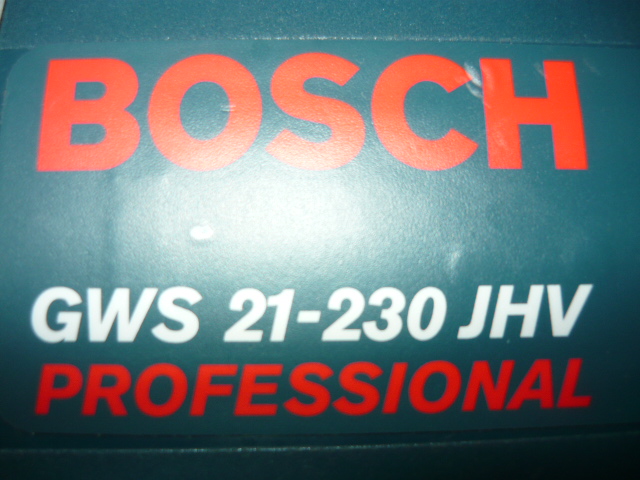 BOSCH
GWS 21-230 JHV
PROFESSIONAL